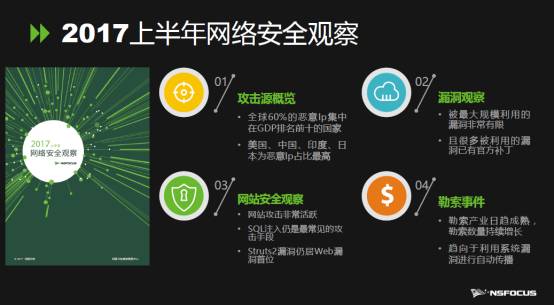 2017上半年网络安全观察
2017
网络安全观察
NSFOCUS
01
攻击源概览
• 全球60%的恶意Ip集中
在GDP排名前十的国家
• 美国、中国、印度、日
本为恶意Ip占比最高
02
漏洞观察
• 被最大规模利用的
漏洞非常有限
• 且很多被利用的漏
洞已有官方补丁
03
网站安全观察
• 网站攻击非常活跃
• SQL注入仍是最常见的攻
击手段
• Struts2漏洞仍居Web漏
洞首位
04
勒索事件
• 勒索产业日趋成熟,
勒索数量持续增长
• 趋向于利用系统漏
洞进行自动传播
NSFOCUS